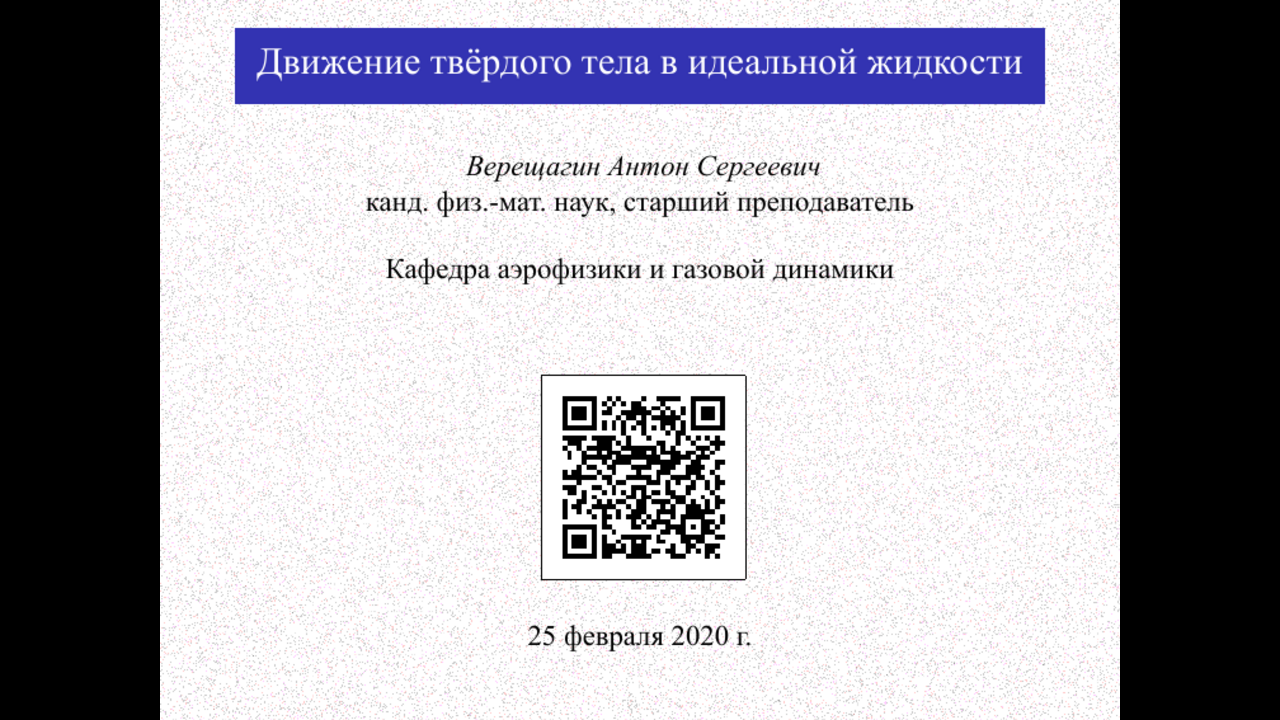 Движение твёрдого тела в идеальной жидкости
Верещагин Антон Сергеевич
канд. физ.-мат. наук, старший преподаватель
Кафедра аэрофизики и газовой динамики
25 февраля 2020 г.